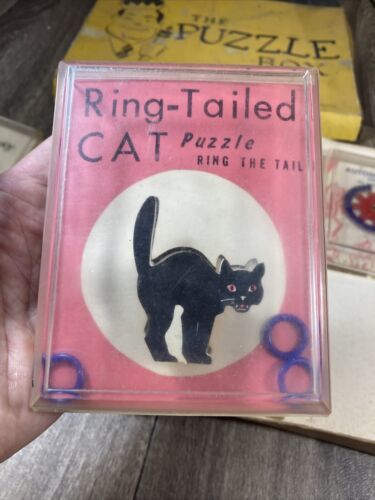 THE
PUZZLE
BOX
Ring-Tailed
CAT Puzzle
RING THE TAIL